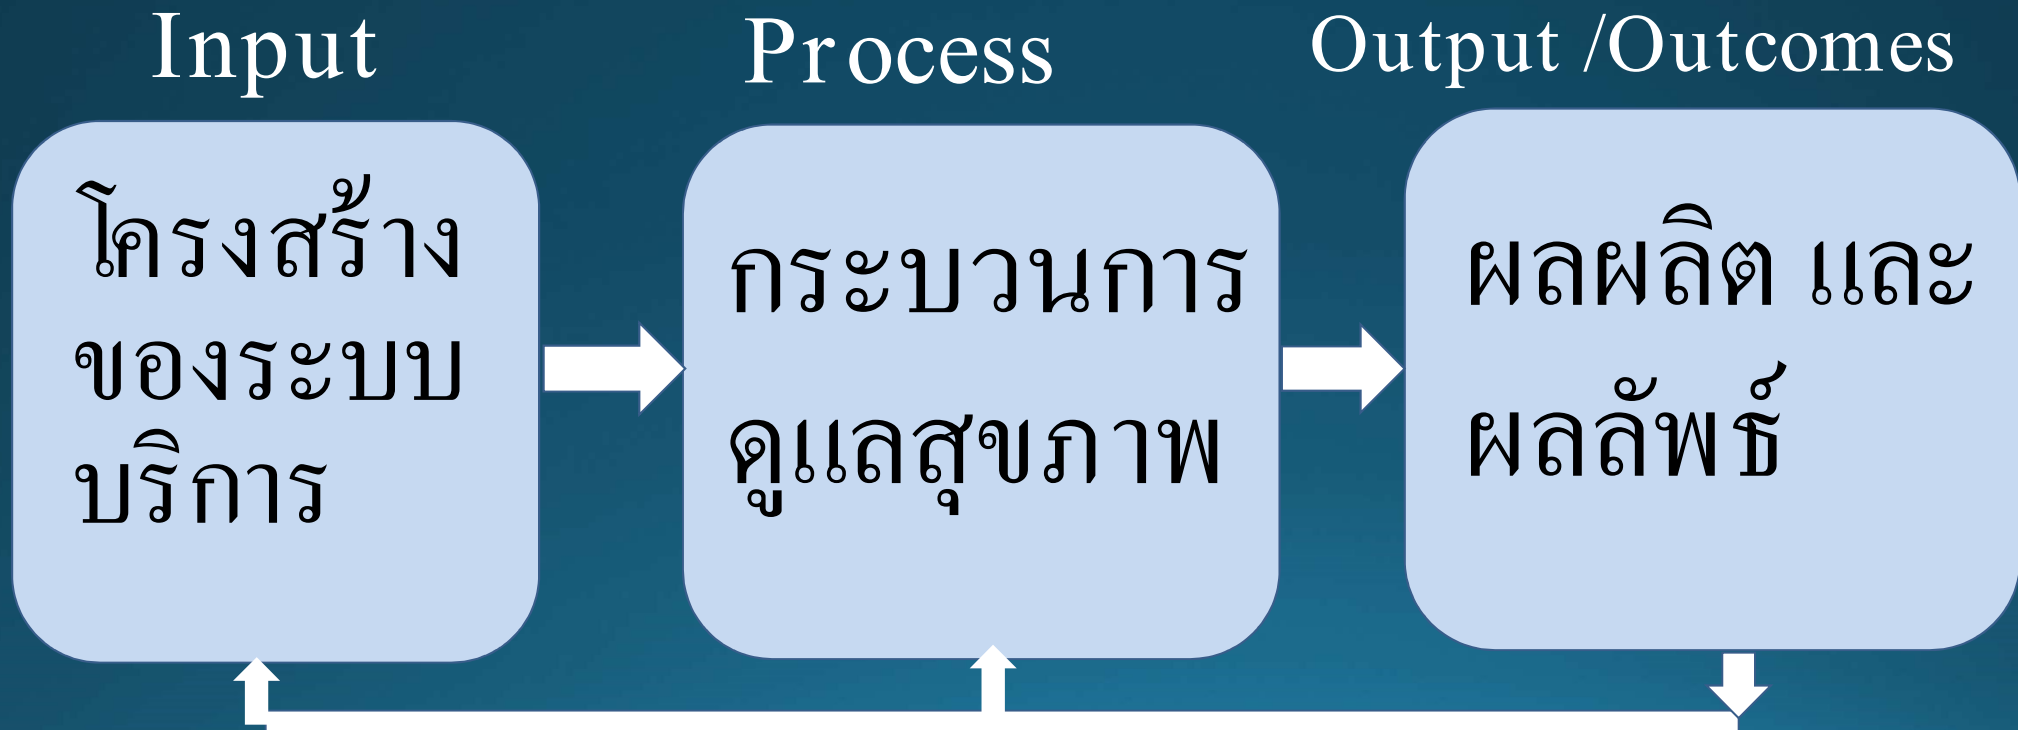 Input
โครงสร้าง
ของระบบ
บริการ
Process
กระบวนการ
ดูแลสุขภาพ
Output /Outcomes
ผลผลิต และ
ผลลัพธ์